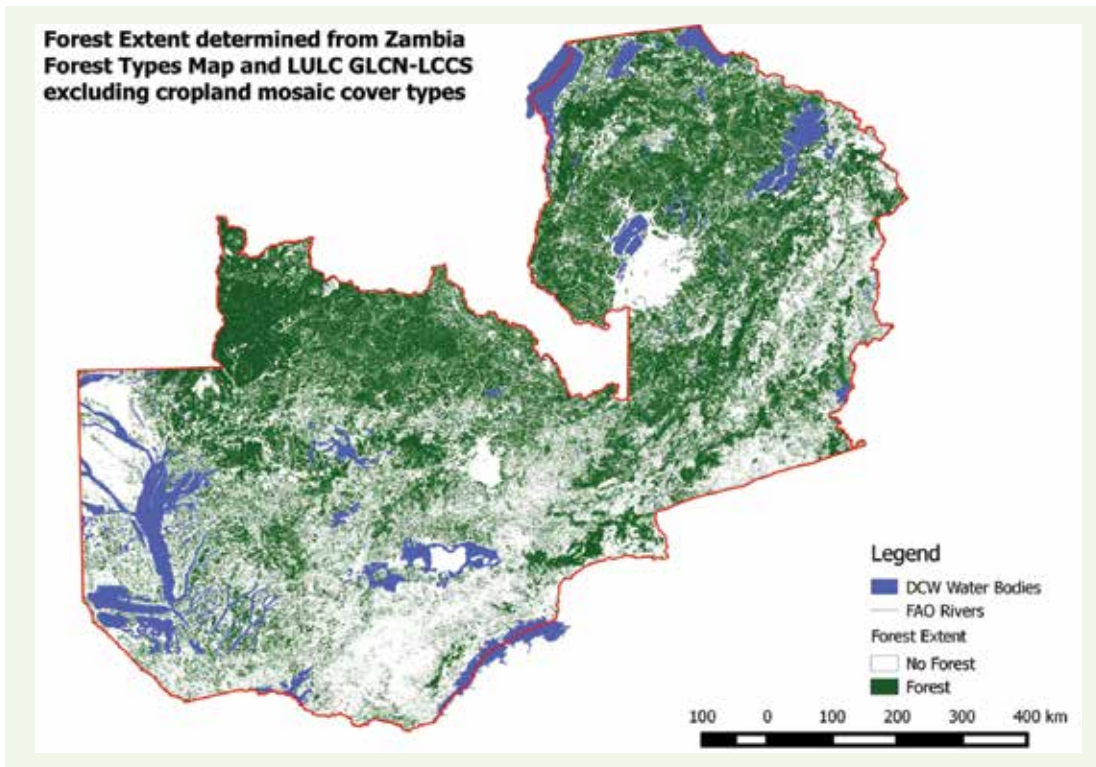 Forest Extent determined from Zambia
Forest Types Map and LULC GLCN-LCCS
excluding cropland mosaic cover types
Legend
DCW Water Bodies
FAO Rivers
Forest Extent
No Forest
Forest
100 0 100 200 300 400 km